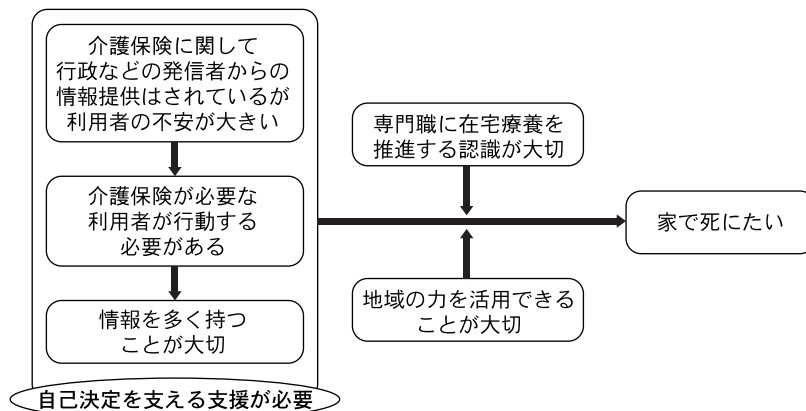 介護保険に関して
行政などの発信者からの
情報提供はされているが
利用者の不安が大きい
介護保険が必要な
利用者が行動する
必要がある
情報を多く持つ
ことが大切
自己決定を支える支援が必要
専門職に在宅療養を
推進する認識が大切
地域の力を活用できる
ことが大切
家で死にたい